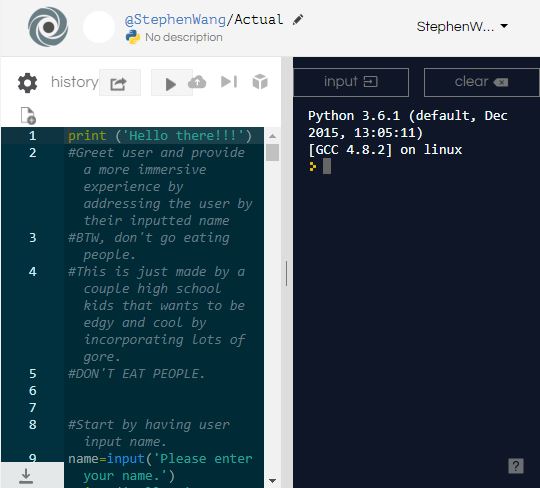 @StephenWang/Actual
No description
StephenW...
history
input
clear
1 print ('Hello there!!!')
2 #Greet user and provide
a more immersive
experience by
addressing the user by
their inputted name
3 #BTW, don't go eating
people.
4 #This is just made by a
couple high school
kids that wants to be
edgy and cool by
incorporating lots of
gore.
5 #DON'T EAT PEOPLE.
6
7
8 #Start by having user
input name.
9 name=input('Please enter
your name.')
Python 3.6.1 (default, Dec
2015, 13:05:11)
[GCC 4.8.2] on linux
?